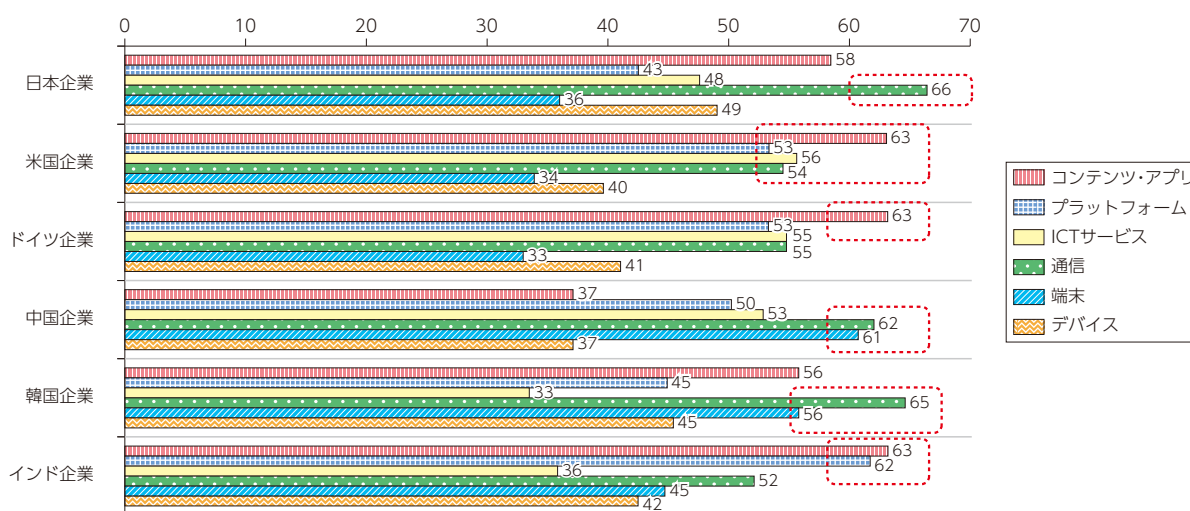 0 10 20 30 40 50 60 70
日本企業
58
43
48
66
36
49
米国企業
63
53
56
54
34
40
ドイツ企業
63
53
55
55
33
41
中国企業
37
50
53
62
61
37
韓国企業
56
45
33
65
56
45
インド企業
63
62
36
52
45
42
コンテンツ・アプリ
プラットフォーム
ICTサービス
通信
端末
デバイス